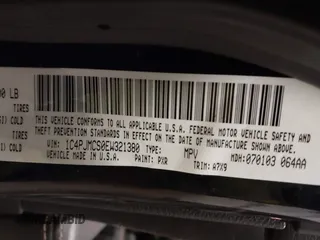 00 LB
TIRES
I) COLD
TIRES
I) COLD
THIS VEHICLE CONFORMS TO ALL APPLICABLE U.S.A. FEDERAL MOTOR VEHICLE SAFETY AND
THEFT PREVENTION STANDARDS IN EFFECT ON THE DATE OF MANUFACTURE SHOWN ABOVE.
VIN: 1C4PJMCS0EW321380 TYPE: MPV MDH: 070103 064AA
MADE IN U.S.A. PAINT: PXR TRIM: A7X9